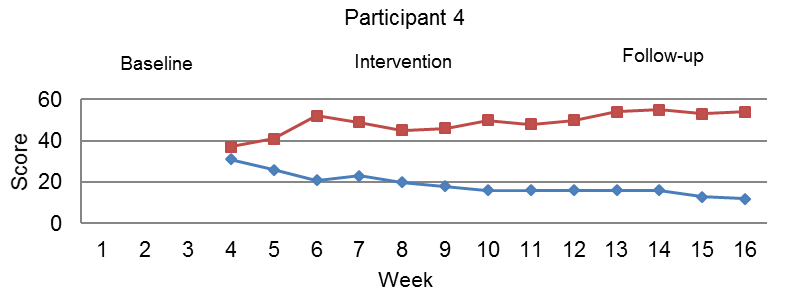 Participant 4
Baseline Intervention Follow-up
60
40
20
0
Score
1 2 3 4 5 6 7 8 9 10 11 12 13 14 15 16
Week